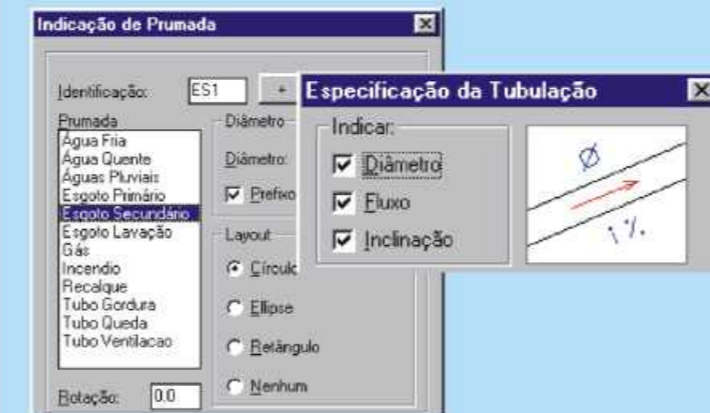 Indicação de Prumada
Identificação: ES1 +
Prumada
Água Fria
Água Quente
Águas Pluviais
Esgoto Primário
Esgoto Secundário
Esgoto Lavação
Gás
Incendio
Recalque
Tubo Gordura
Tubo Queda
Tubo Ventilacao
Rotação: 0.0
Diâmetro
Diâmetro:
Prefixo
Layout
Círculo
Ellipse
Retângulo
Nenhum
Especificação da Tubulação
Indicar:
Diâmetro
Fluxo
Inclinação
Ø
i %